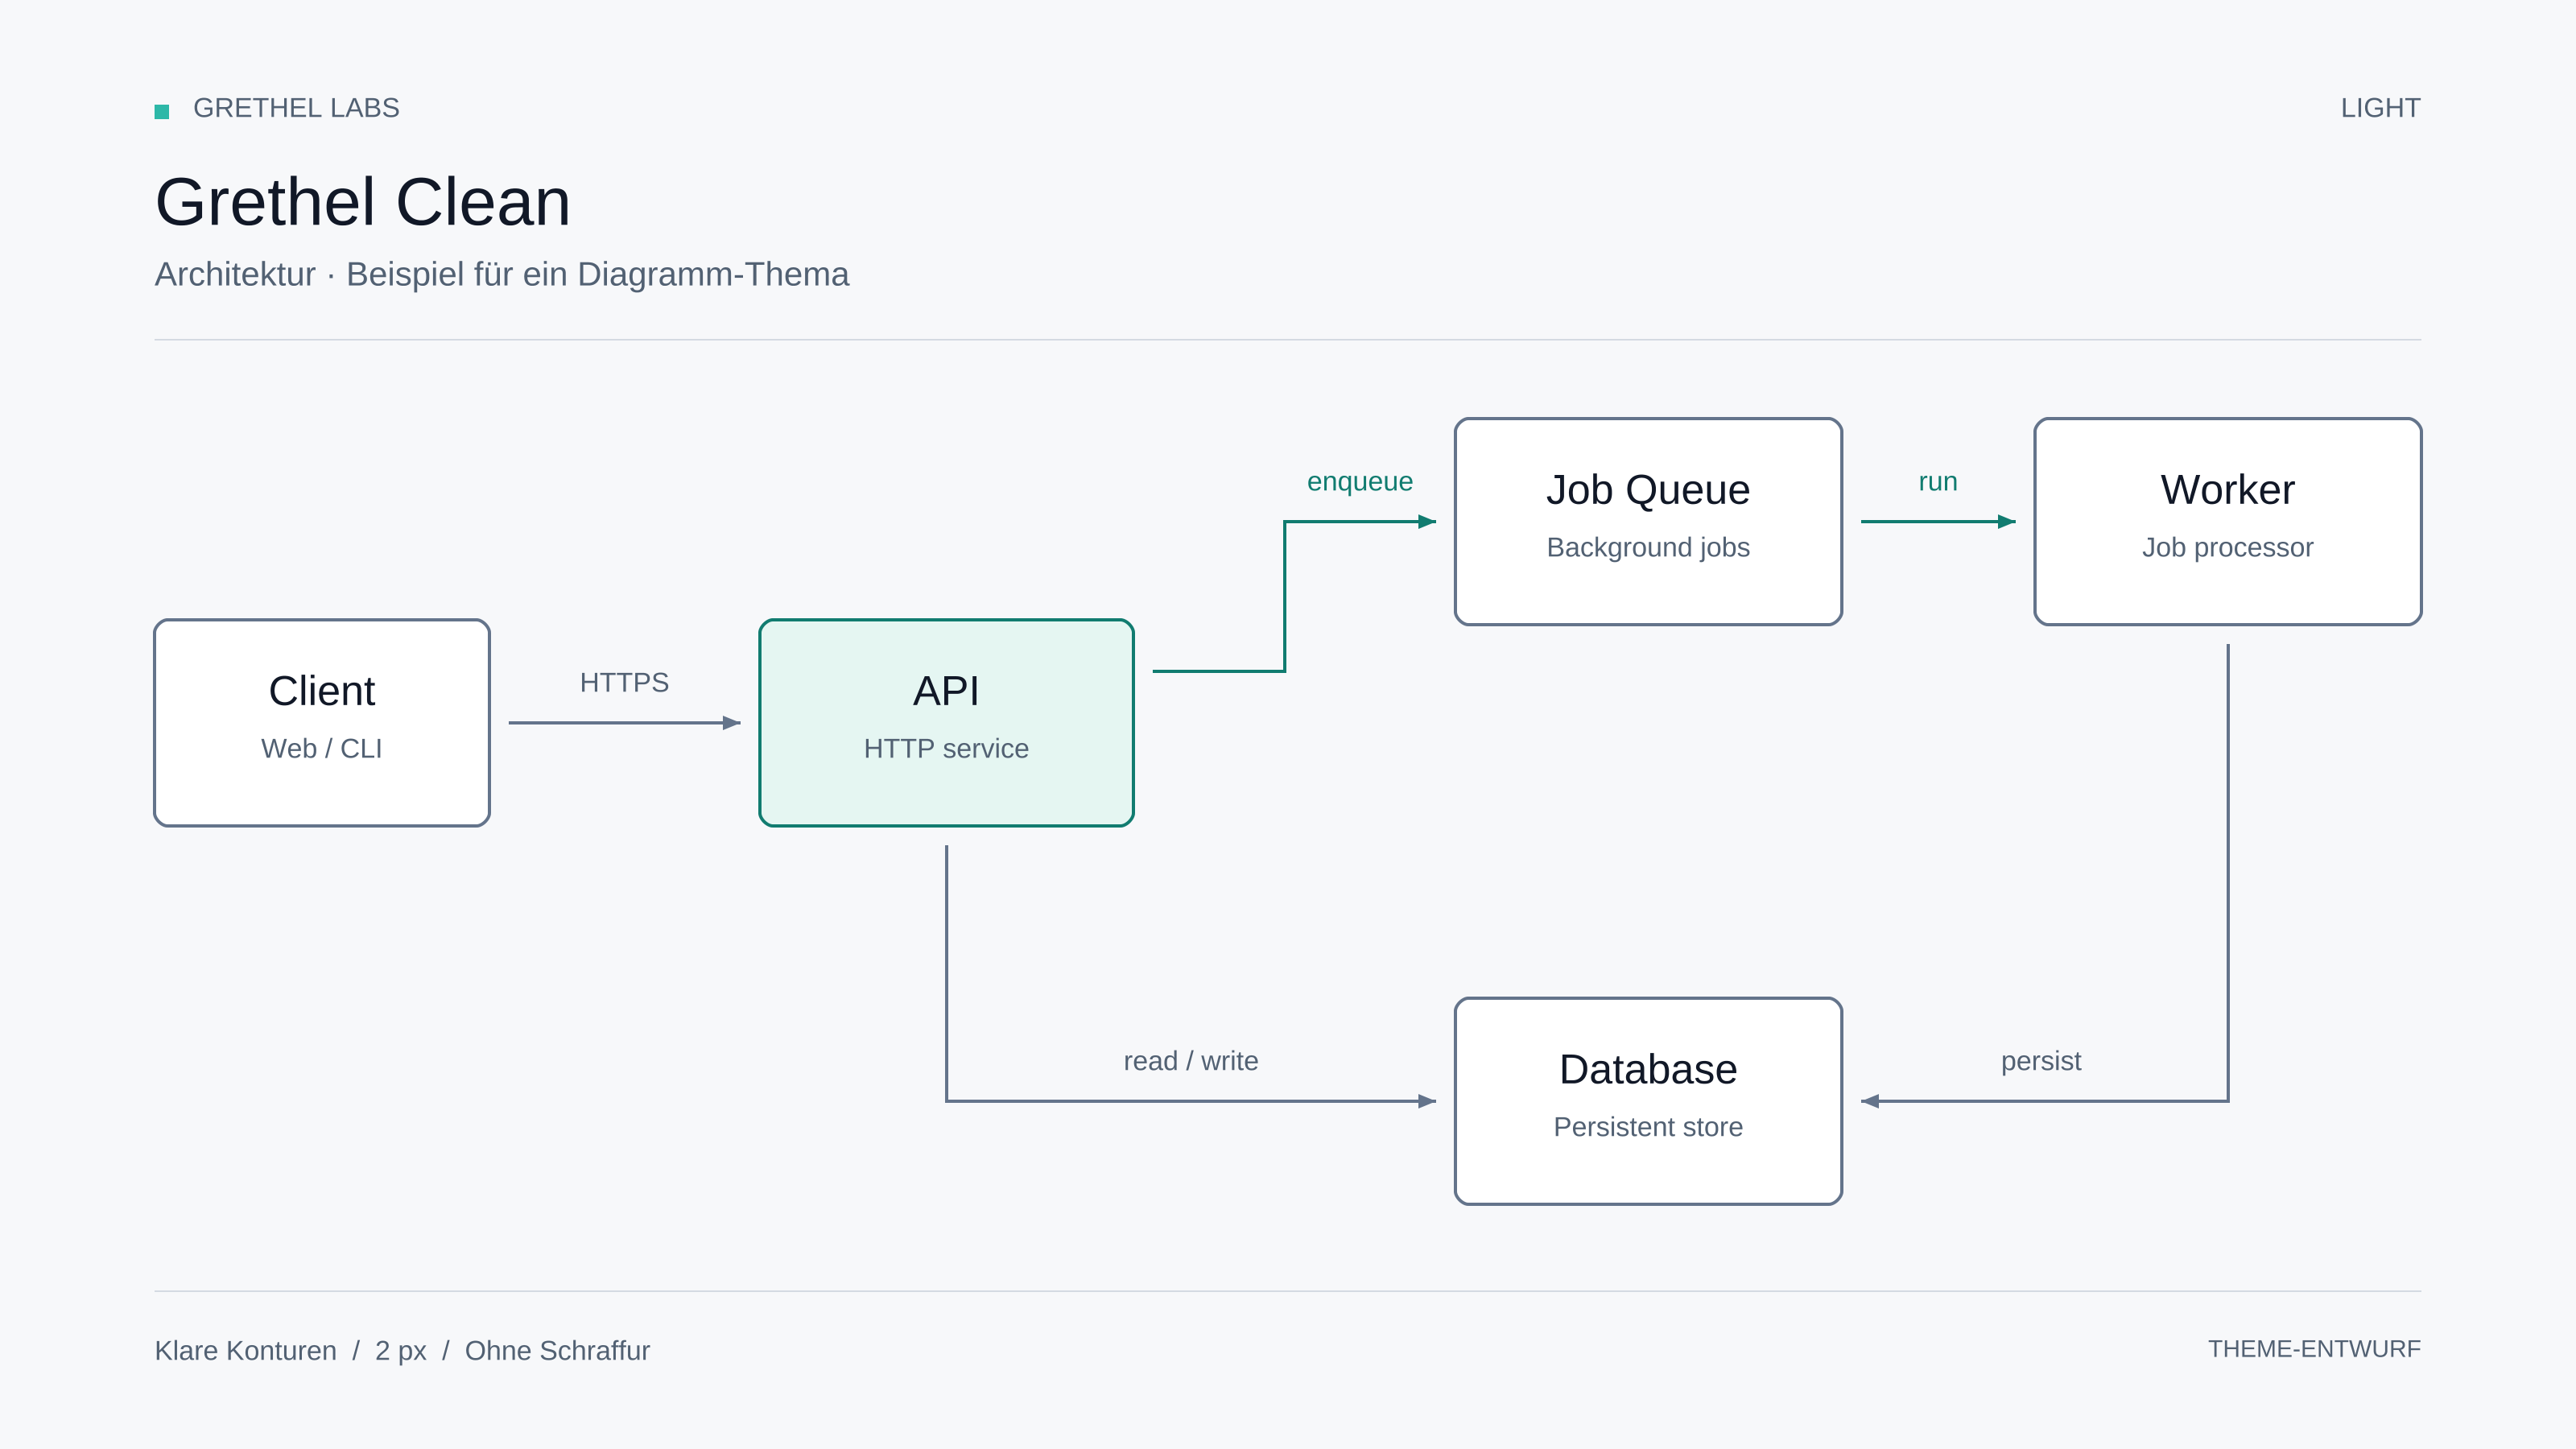 GRETHEL LABS
LIGHT
Grethel Clean
Architektur · Beispiel für ein Diagramm-Thema
enqueue
Job Queue
Background jobs
run
Worker
Job processor
Client
Web / CLI
HTTPS
API
HTTP service
read / write
Database
Persistent store
persist
Klare Konturen / 2 px / Ohne Schraffur
THEME-ENTWURF